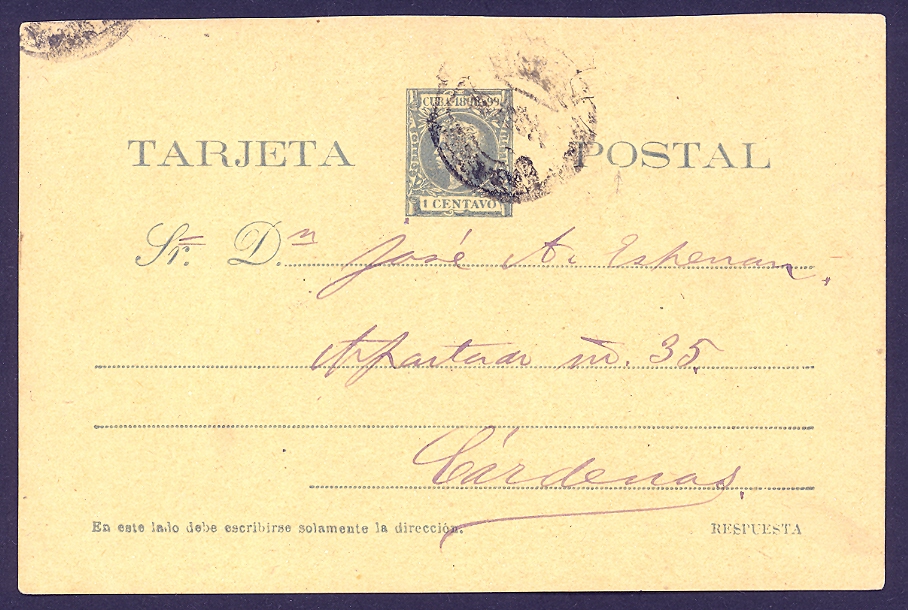 CUBA 1898-99
TARJETA POSTAL
1 CENTAVO
Sr. Dn José A.
Apartado nº. 35.
Cárdenas,
En este lado debe escribirse solamente la dirección.
RESPUESTA